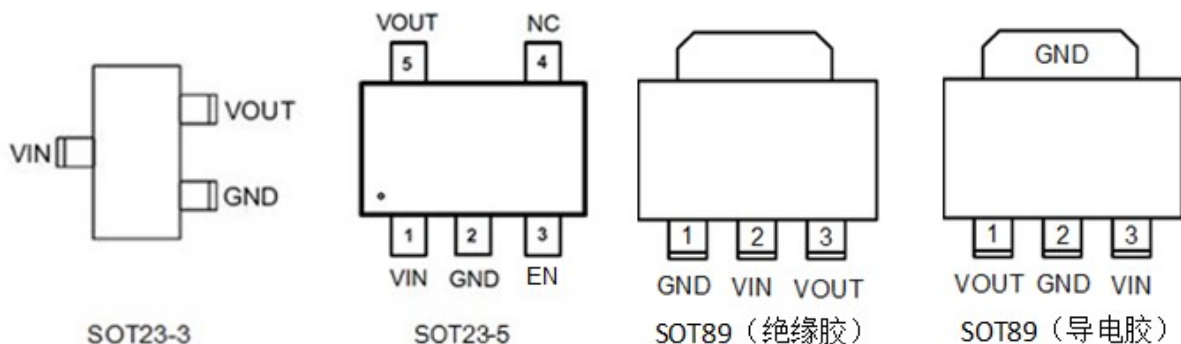 VIN
VOUT
GND
SOT23-3
VOUT NC
5 4
1 2 3
VIN GND EN
SOT23-5
1 2 3
GND VIN VOUT
SOT89（绝缘胶）
GND
1 2 3
VOUT GND VIN
SOT89（导电胶）